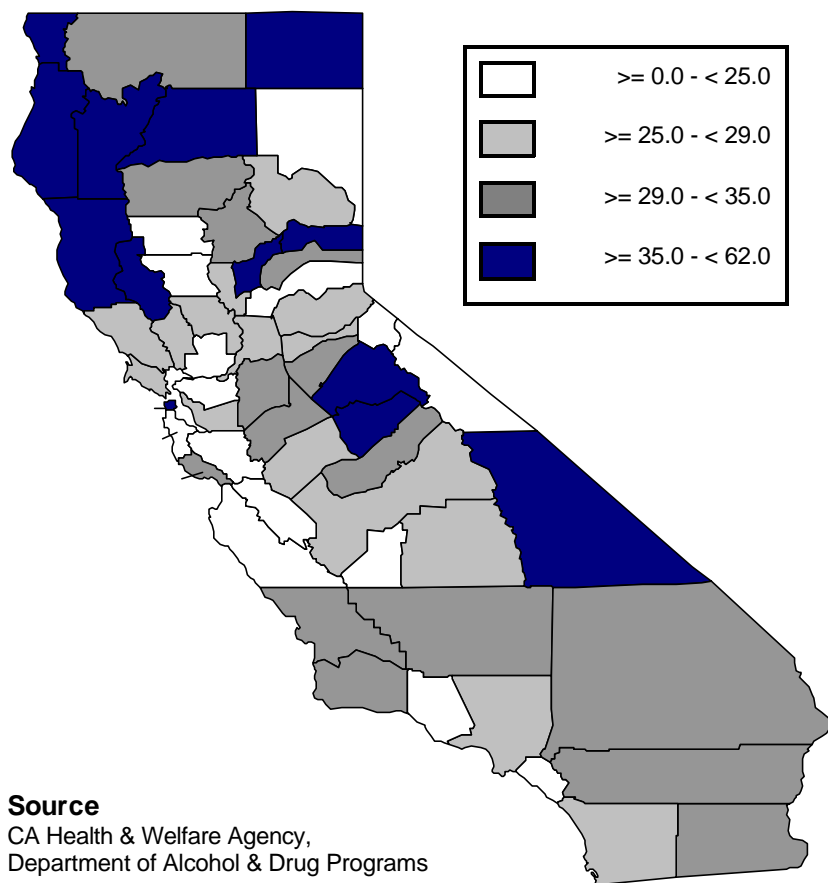 >= 0.0 - < 25.0
>= 25.0 - < 29.0
>= 29.0 - < 35.0
>= 35.0 - < 62.0
Source
CA Health & Welfare Agency,
Department of Alcohol & Drug Programs